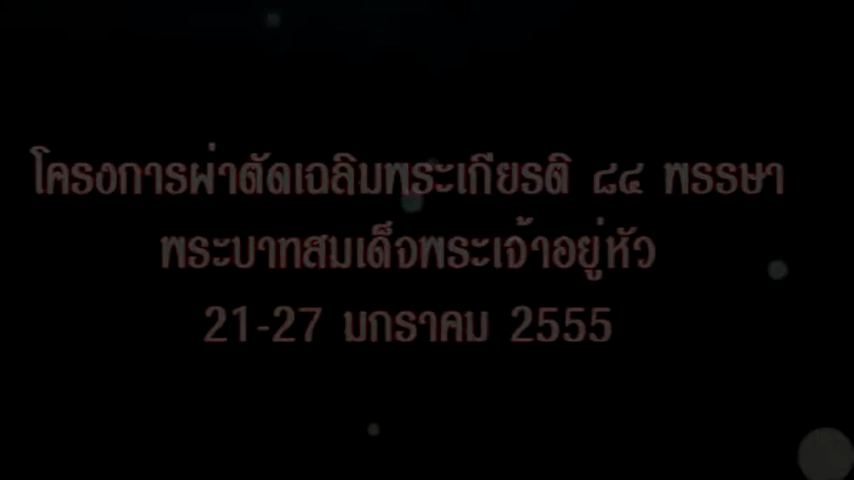 โครงการผ่าตัดเฉลิมพระเกียรติ ๘๔ พรรษา
พระบาทสมเด็จพระเจ้าอยู่หัว
21-27 มกราคม 2555